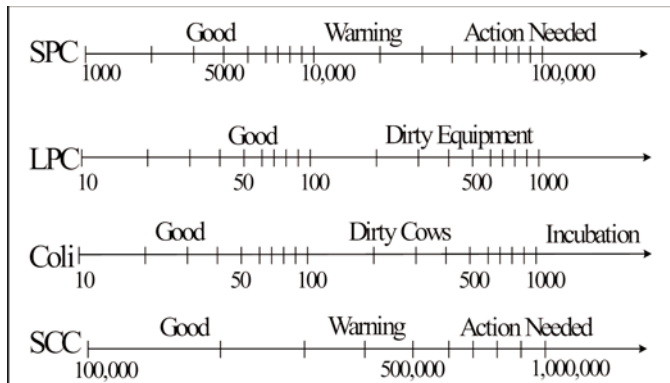 Good Warning Action Needed
SPC
1000 5000 10,000 100,000
Good Dirty Equipment
LPC
10 50 100 500 1000
Good Dirty Cows Incubation
Coli
10 50 100 500 1000
Good Warning Action Needed
SCC
100,000 500,000 1,000,000